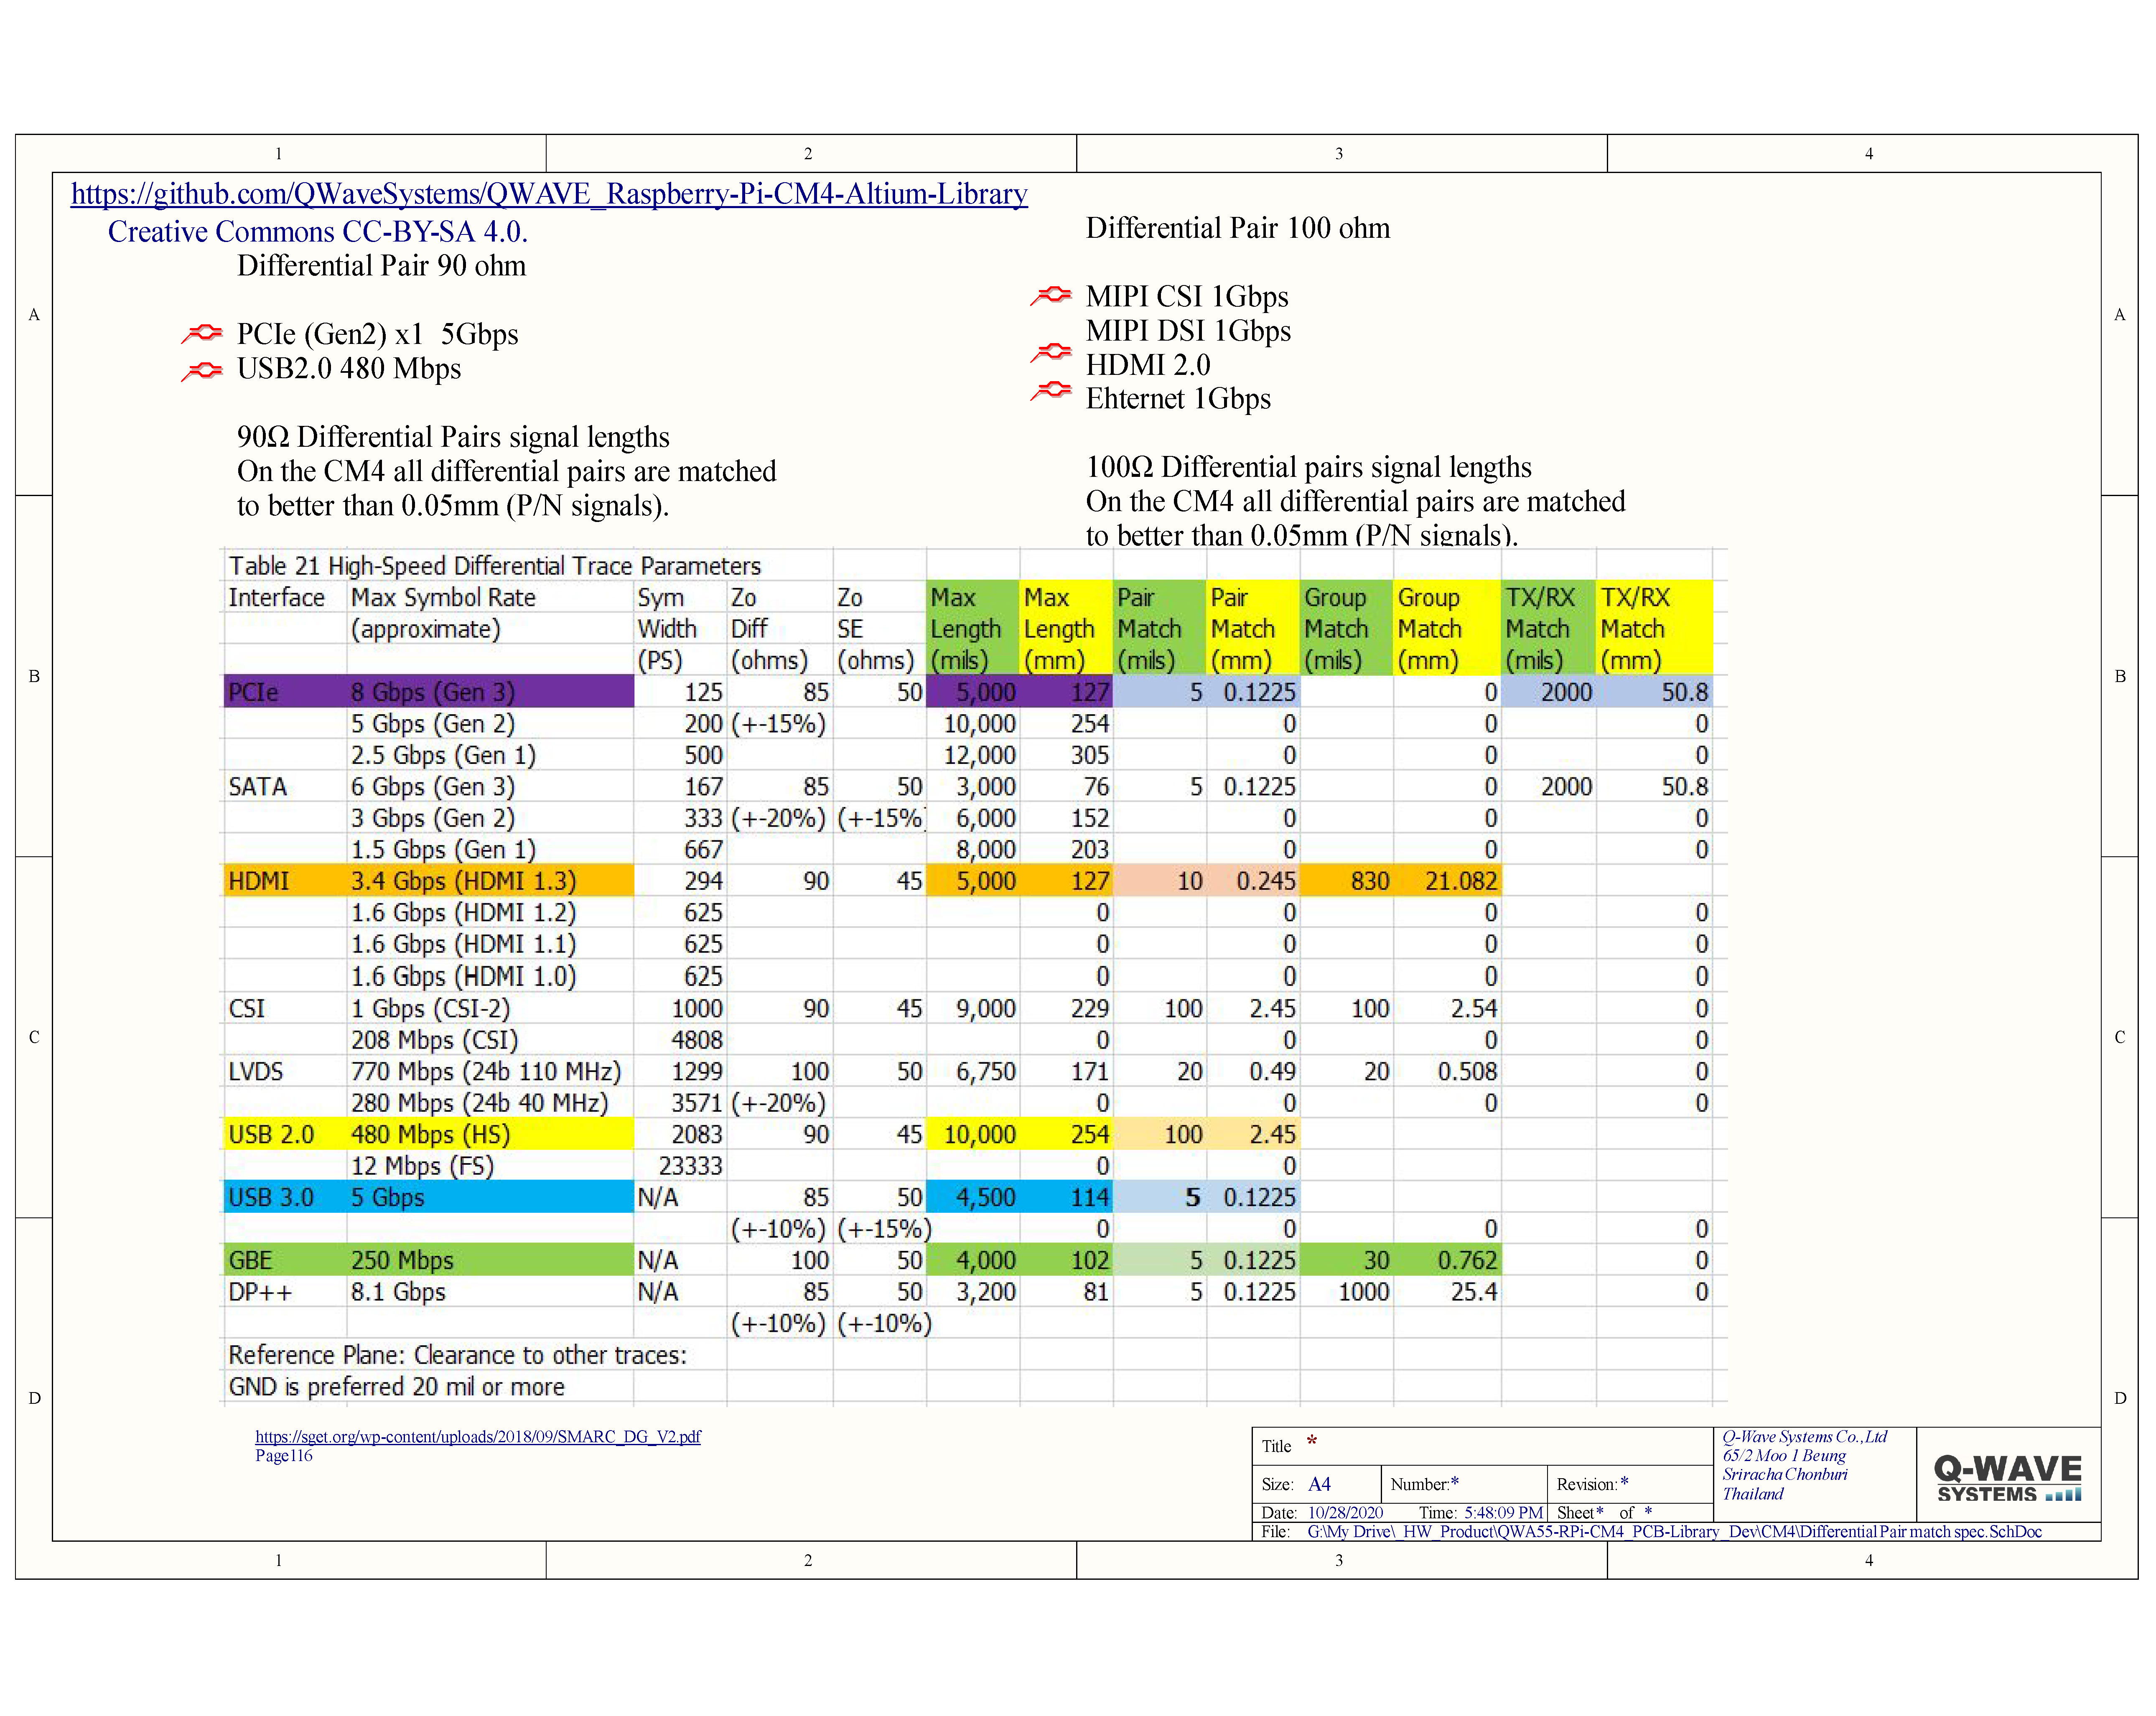 1 2 3 4
https://github.com/QWaveSystems/QWAVE_Raspberry-Pi-CM4-Altium-Library
Creative Commons CC-BY-SA 4.0.
Differential Pair 90 ohm
PCIe (Gen2) x1 5Gbps
USB2.0 480 Mbps
90Ω Differential Pairs signal lengths
On the CM4 all differential pairs are matched
to better than 0.05mm (P/N signals).
Differential Pair 100 ohm
MIPI CSI 1Gbps
MIPI DSI 1Gbps
HDMI 2.0
Ehternet 1Gbps
100Ω Differential pairs signal lengths
On the CM4 all differential pairs are matched
to better than 0.05mm (P/N signals).
A A
B B
C C
D D
Table 21 High-Speed Differential Trace Parameters
Interface Max Symbol Rate Sym Zo Zo Max Max Pair Pair Group Group TX/RX TX/RX
(approximate) Width Diff SE Length Length Match Match Match Match Match Match
(PS) (ohms) (ohms) (mils) (mm) (mils) (mm) (mils) (mm) (mils) (mm)
PCIe 8 Gbps (Gen 3) 125 85 50 5,000 127 5 0.1225 0 2000 50.8
5 Gbps (Gen 2) 200 (+-15%) 10,000 254 0 0 0
2.5 Gbps (Gen 1) 500 12,000 305 0 0 0
SATA 6 Gbps (Gen 3) 167 85 50 3,000 76 5 0.1225 0 2000 50.8
3 Gbps (Gen 2) 333 (+-20%) (+-15%) 6,000 152 0 0 0
1.5 Gbps (Gen 1) 667 8,000 203 0 0 0
HDMI 3.4 Gbps (HDMI 1.3) 294 90 45 5,000 127 10 0.245 830 21.082
1.6 Gbps (HDMI 1.2) 625 0 0 0 0
1.6 Gbps (HDMI 1.1) 625 0 0 0 0
1.6 Gbps (HDMI 1.0) 625 0 0 0 0
CSI 1 Gbps (CSI-2) 1000 90 45 9,000 229 100 2.45 100 2.54 0
208 Mbps (CSI) 4808 0 0 0 0
LVDS 770 Mbps (24b 110 MHz) 1299 100 50 6,750 171 20 0.49 20 0.508 0
280 Mbps (24b 40 MHz) 3571 (+-20%) 0 0 0 0
USB 2.0 480 Mbps (HS) 2083 90 45 10,000 254 100 2.45
12 Mbps (FS) 23333 0 0
USB 3.0 5 Gbps N/A 85 50 4,500 114 5 0.1225
(+-10%) (+-15%) 0 0 0 0
GBE 250 Mbps N/A 100 50 4,000 102 5 0.1225 30 0.762 0
DP++ 8.1 Gbps N/A 85 50 3,200 81 5 0.1225 1000 25.4 0
(+-10%) (+-10%)
Reference Plane: Clearance to other traces:
GND is preferred 20 mil or more
https://sget.org/wp-content/uploads/2018/09/SMARC_DG_V2.pdf
Page116
Title *
Size: A4 Number:* Revision:*
Date: 10/28/2020 Time: 5:48:09 PM Sheet * of *
File: G:\My Drive\_HW_Product\QWA55-RPi-CM4_PCB-Library_Dev\CM4\Differential Pair match spec.SchDoc
Q-Wave Systems Co.,Ltd
65/2 Moo 1 Beung
Sriracha Chonburi
Thailand
Q-WAVE
SYSTEMS
1 2 3 4